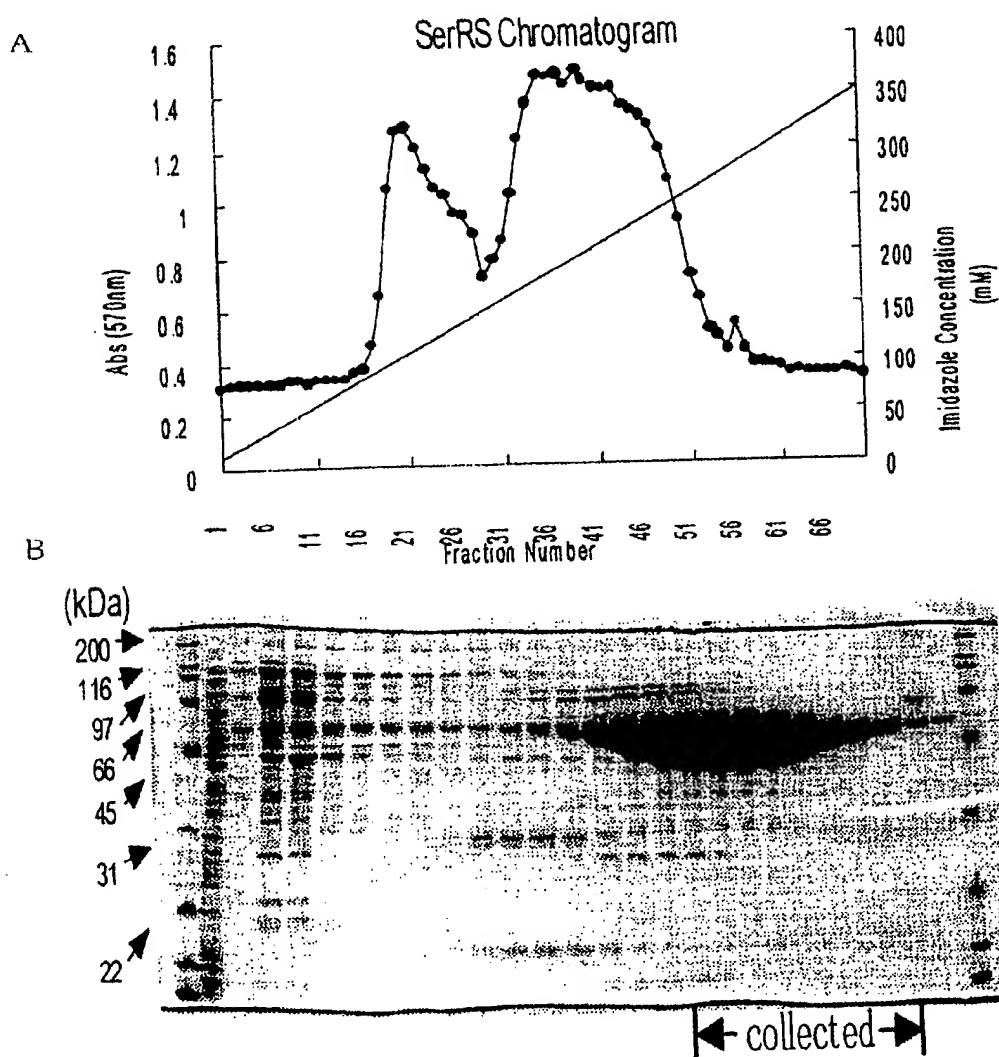 A
SerRS Chromatogram
1.6
1.4
1.2
1
0.8
0.6
0.4
0.2
0
Abs (570nm)
400
350
300
250
200
150
100
50
0
Imidazole Concentration
(mM)
1 6 11 16 21 26 31 36 41 46 51 56 61 66
Fraction Number
B
(kDa)
200
116
97
66
45
31
22
collected